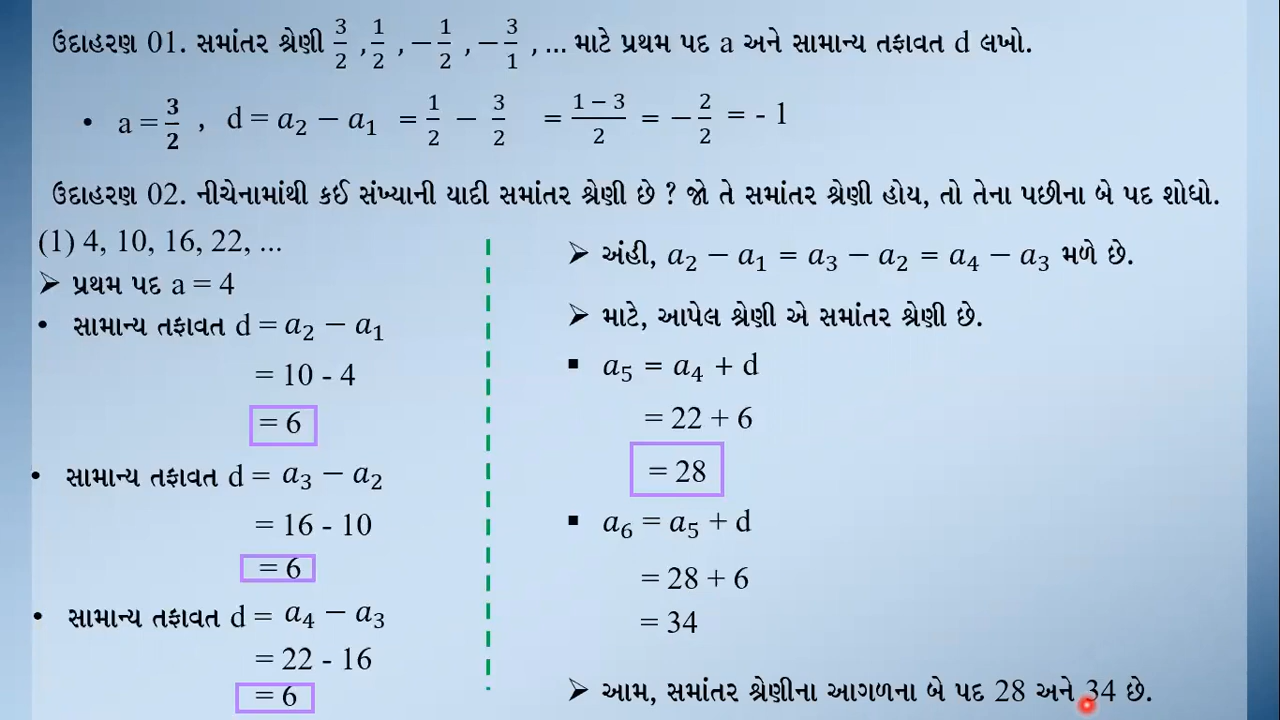 ઉદાહરણ 01. સમાંતર શ્રેણી 3/2 , 1/2 , −1/2 , −3/1 , ... માટે પ્રથમ પદ a અને સામાન્ય તફાવત d લખો.
• a = 3/2 , d = a₂ − a₁ = 1/2 − 3/2 = (1−3)/2 = −2/2 = - 1
ઉદાહરણ 02. નીચેનામાંથી કઈ સંખ્યાની યાદી સમાંતર શ્રેણી છે ? જો તે સમાંતર શ્રેણી હોય, તો તેના પછીના બે પદ શોધો.
(1) 4, 10, 16, 22, ...
➢ પ્રથમ પદ a = 4
• સામાન્ય તફાવત d = a₂ − a₁
= 10 - 4
= 6
• સામાન્ય તફાવત d = a₃ − a₂
= 16 - 10
= 6
• સામાન્ય તફાવત d = a₄ − a₃
= 22 - 16
= 6
➢ અંહી, a₂ − a₁ = a₃ − a₂ = a₄ − a₃ મળે છે.
➢ માટે, આપેલ શ્રેણી એ સમાંતર શ્રેણી છે.
▪ a₅ = a₄ + d
= 22 + 6
= 28
▪ a₆ = a₅ + d
= 28 + 6
= 34
➢ આમ, સમાંતર શ્રેણીના આગળના બે પદ 28 અને 34 છે.